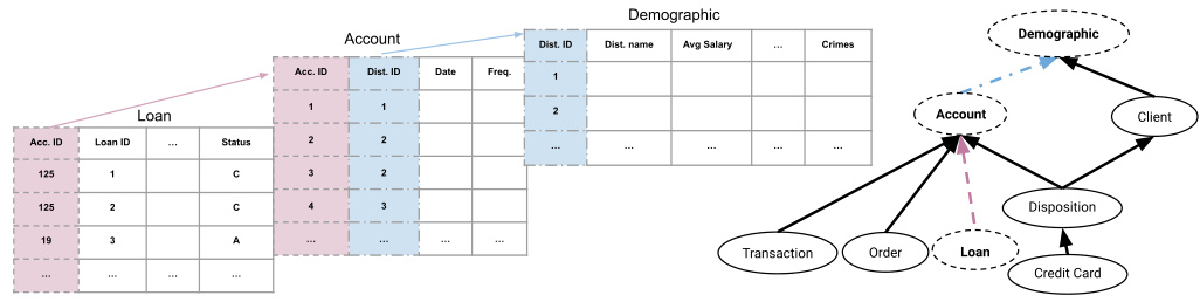 Loan
Acc. ID Loan ID ... Status
125 1 C
125 2 C
19 3 A
... ... ... ...
Account
Acc. ID Dist. ID Date Freq.
1 1
2 2
3 2
4 3
... ... ... ...
Demographic
Dist. ID Dist. name Avg Salary ... Crimes
1
2
... ... ... ... ...
Demographic
Account
Client
Disposition
Transaction
Order
Loan
Credit Card